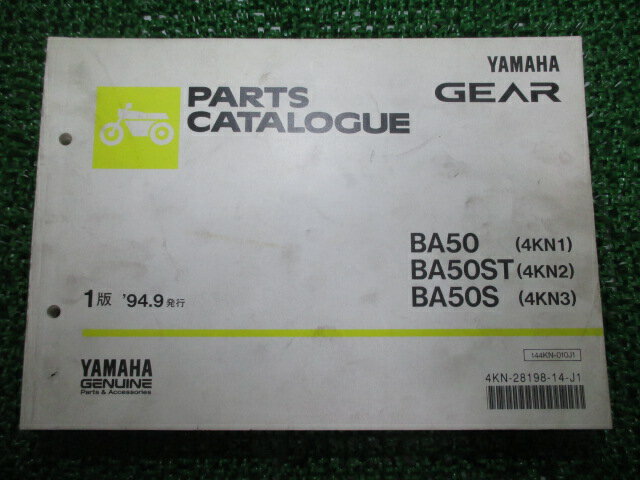 YAMAHA
GEAR
PARTS
CATALOGUE
BA50 (4KN1)
BA50ST (4KN2)
BA50S (4KN3)
1版 '94.9発行
144KN-010J1
YAMAHA
GENUINE
Parts & Accessories
4KN-28198-14-J1